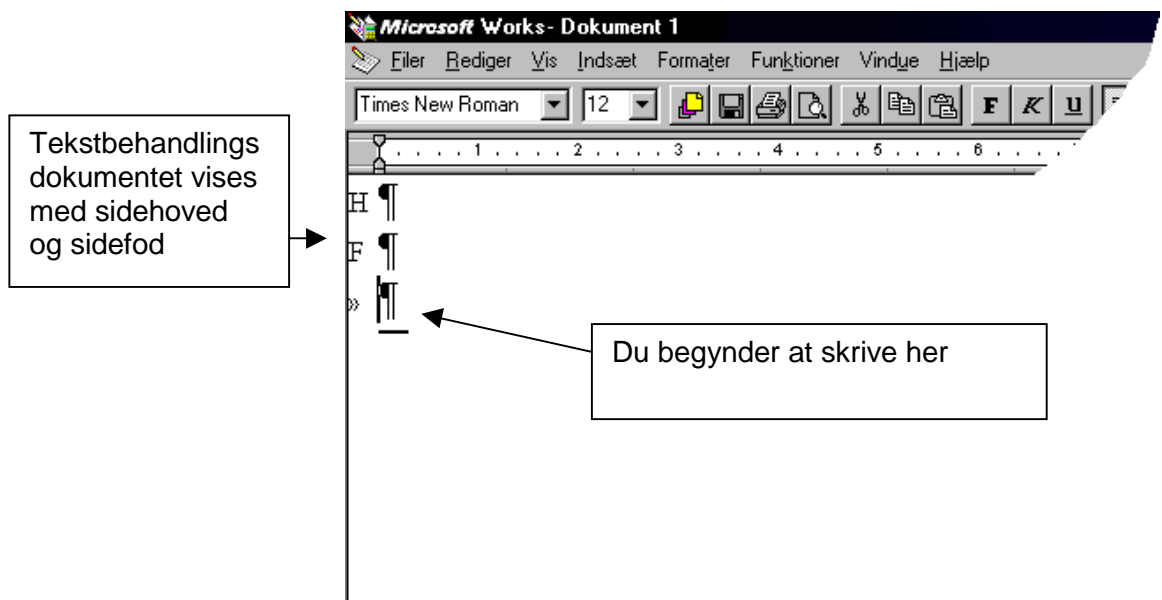 Microsoft Works - Dokument 1
Filer Rediger Vis Indsæt Formater Funktioner Vindue Hjælp
Times New Roman 12 F K U
1 2 3 4 5 6
Tekstbehandlings
dokumentet vises
med sidehoved
og sidefod
H ¶
F ¶
» ¶
Du begynder at skrive her